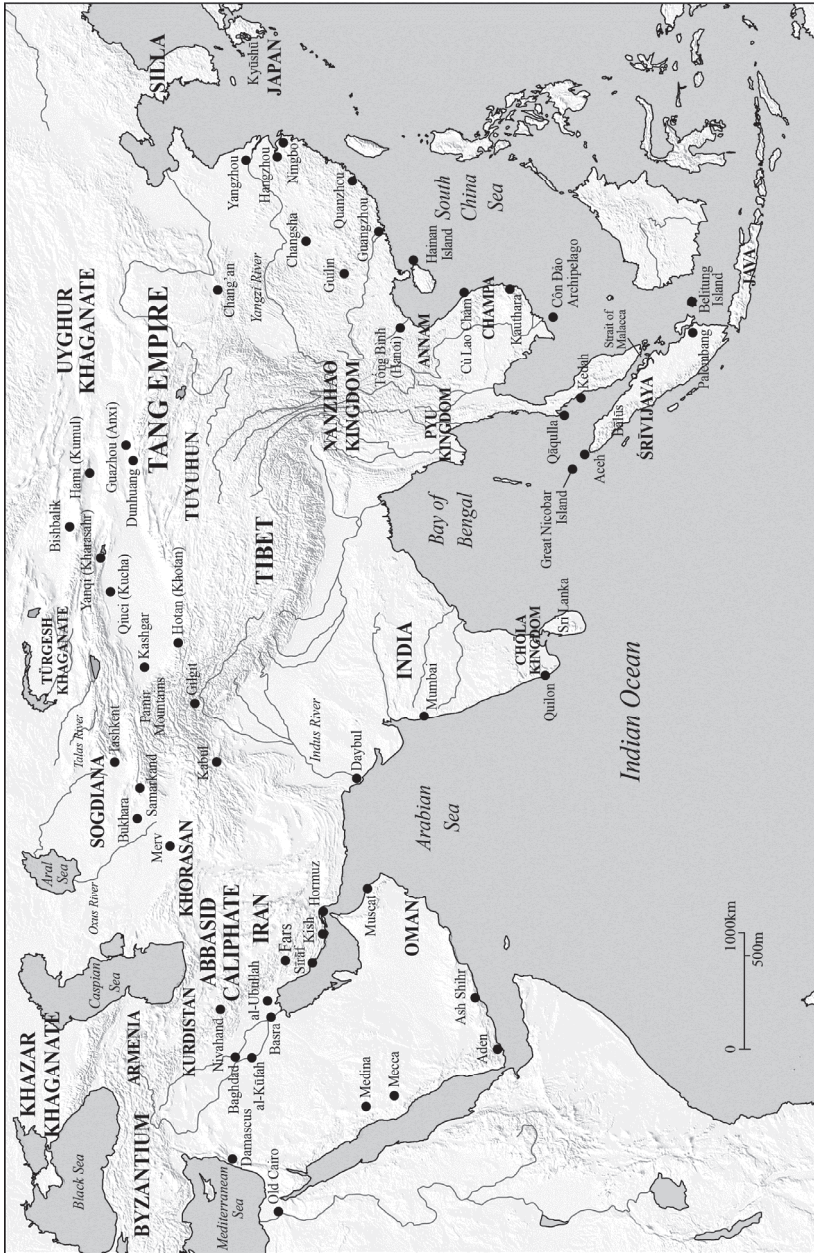 KHAZAR
KHAGANATE
Black Sea
BYZANTIUM
ARMENIA
Caspian
Sea
Aral
Sea
Oxus River
KURDISTAN
KHORASAN
ABBASID
CALIPHATE
IRAN
Mediterranean
Sea
Damascus
Old Cairo
Baghdad
al-Kūfah
Niyahand
al-Ubullah
Basra
Fars
Sīrāf
Kish
Hormuz
Medina
Mecca
Muscat
OMAN
Ash Shihr
Aden
SOGDIANA
Bukhara
Samarkand
Merv
Tashkent
Talas River
TÜRGESH
KHAGANATE
Pamir
Mountains
Kashgar
Kabul
Gilgit
Hotan (Khotan)
Qiuci (Kucha)
Yanqi (Kharasahr)
Bishbalik
Hami (Kumul)
Guazhou (Anxi)
Dunhuang
UYGHUR
KHAGANATE
TANG EMPIRE
TUYUHUN
TIBET
Indus River
Daybul
INDIA
Mumbai
Arabian
Sea
Quilon
CHŌLA
KINGDOM
Sri Lanka
Indian Ocean
1000km
0
500m
Bay of
Bengal
NANZHAO
KINGDOM
PYU
KINGDOM
Chang'an
Yangzi River
Yangzhou
Hangzhou
Ningbo
Changsha
Guilin
Quanzhou
Guangzhou
SILLA
Kyūshū
JAPAN
Hainan
Island
South
China
Sea
Tống Bình
(Hanoi)
ANNAM
Cu Lao Chàm
CHAMPA
Kauthara
Côn Đảo
Archipelago
Qāqulla
Kedah
Strait of
Malacca
Great Nicobar
Island
Aceh
Bālūs
ŚRĪVIJAYA
Palembang
Belitung
Island
JAVA